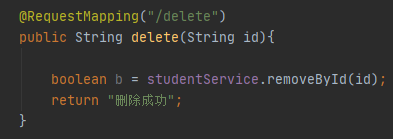 @RequestMapping("/delete")
public String delete(String id){
boolean b = studentService.removeById(id);
return "删除成功";
}